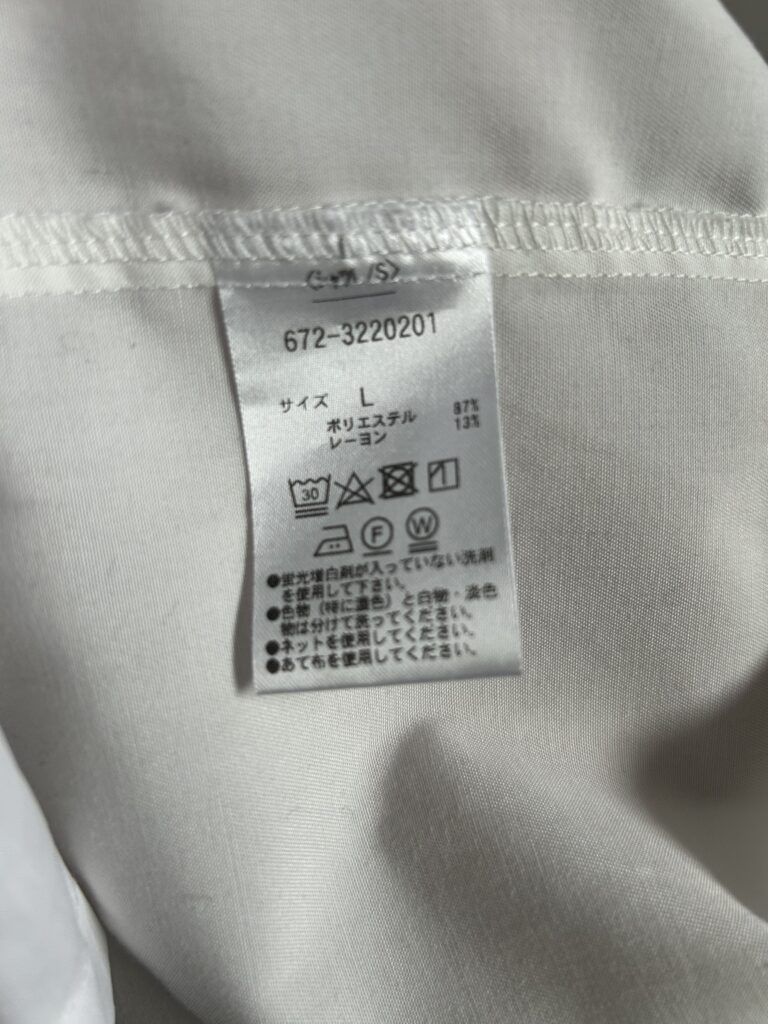 672-3220201
サイズ L
ポリエステル 87%
レーヨン 13%
30
F W
●蛍光増白剤が入っていない洗剤
を使用して下さい。
●色物（特に濃色）と白物・淡色
物は分けて洗ってください。
●ネットを使用してください。
●あて布を使用してください。